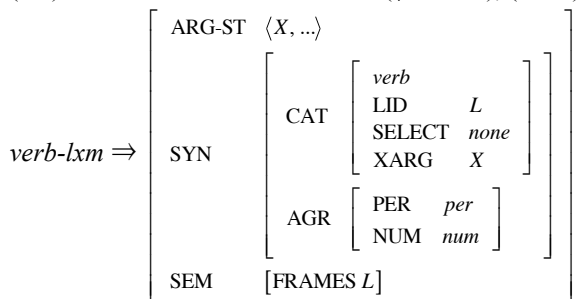 ARG-ST ⟨X, ...⟩
verb
LID L
CAT
SELECT none
XARG X
verb-lxm ⇒ SYN
PER per
AGR
NUM num
SEM [FRAMES L]